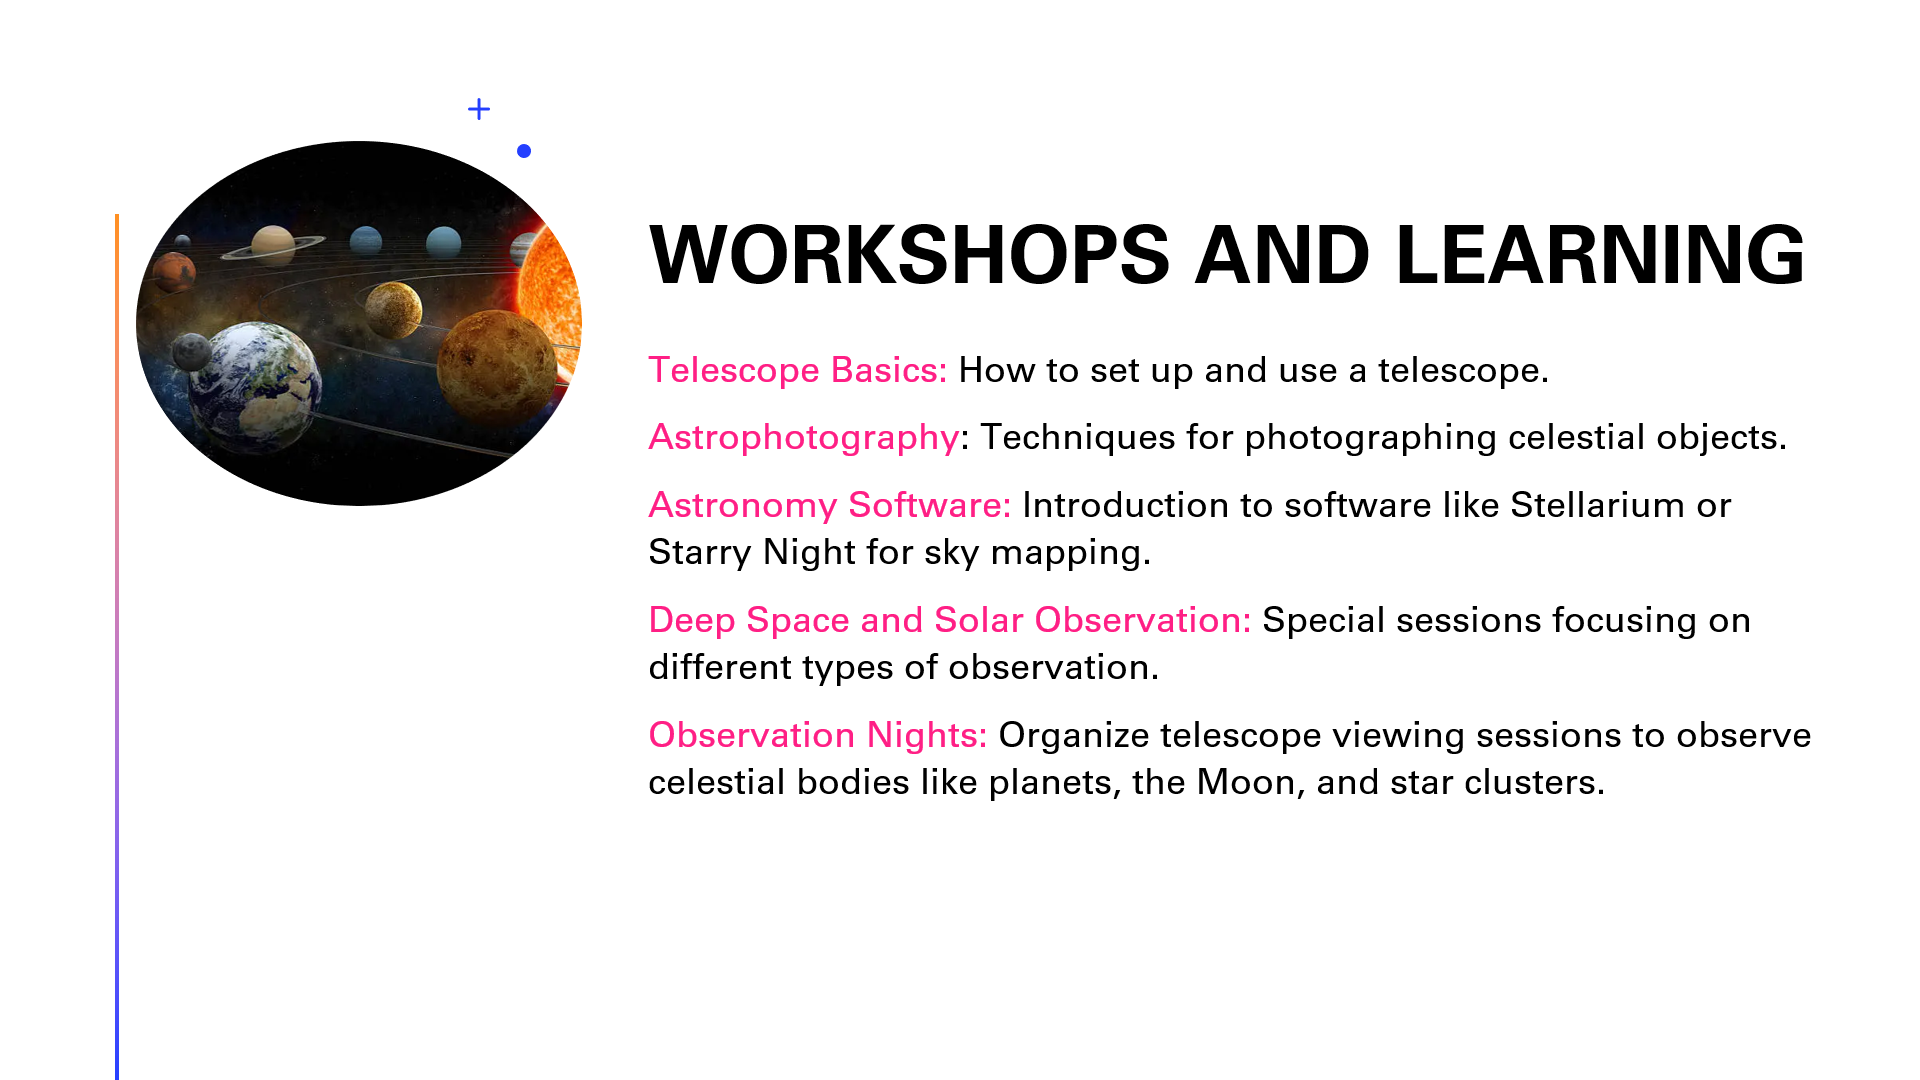 WORKSHOPS AND LEARNING
Telescope Basics: How to set up and use a telescope.
Astrophotography: Techniques for photographing celestial objects.
Astronomy Software: Introduction to software like Stellarium or
Starry Night for sky mapping.
Deep Space and Solar Observation: Special sessions focusing on
different types of observation.
Observation Nights: Organize telescope viewing sessions to observe
celestial bodies like planets, the Moon, and star clusters.